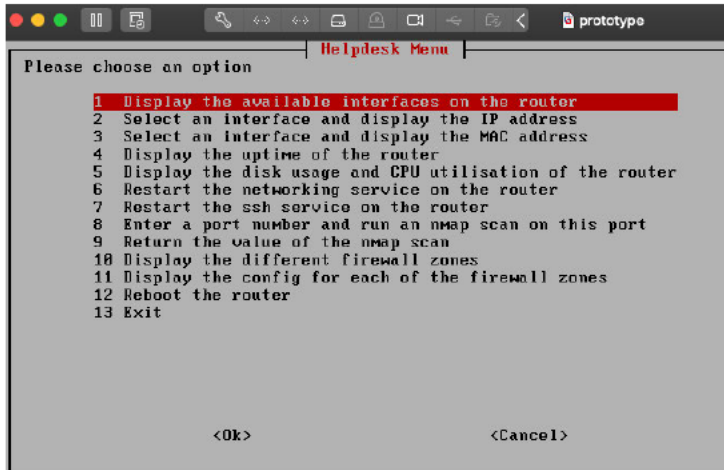 prototype
Helpdesk Menu
Please choose an option
1 Display the available interfaces on the router
2 Select an interface and display the IP address
3 Select an interface and display the MAC address
4 Display the uptime of the router
5 Display the disk usage and CPU utilisation of the router
6 Restart the networking service on the router
7 Restart the ssh service on the router
8 Enter a port number and run an nmap scan on this port
9 Return the value of the nmap scan
10 Display the different firewall zones
11 Display the config for each of the firewall zones
12 Reboot the router
13 Exit
<Ok> <Cancel>